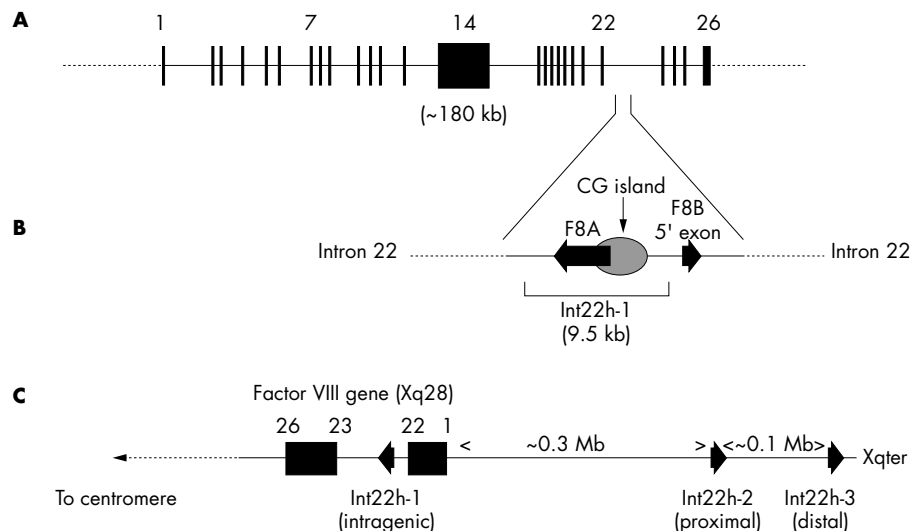 A
1 7 14 22 26
(~180 kb)
CG island
B
F8A
F8B
5' exon
Intron 22
Intron 22
Int22h-1
(9.5 kb)
C
Factor VIII gene (Xq28)
26 23 22 1
< ~0.3 Mb > <~0.1 Mb>
Xqter
To centromere
Int22h-1
(intragenic)
Int22h-2
(proximal)
Int22h-3
(distal)